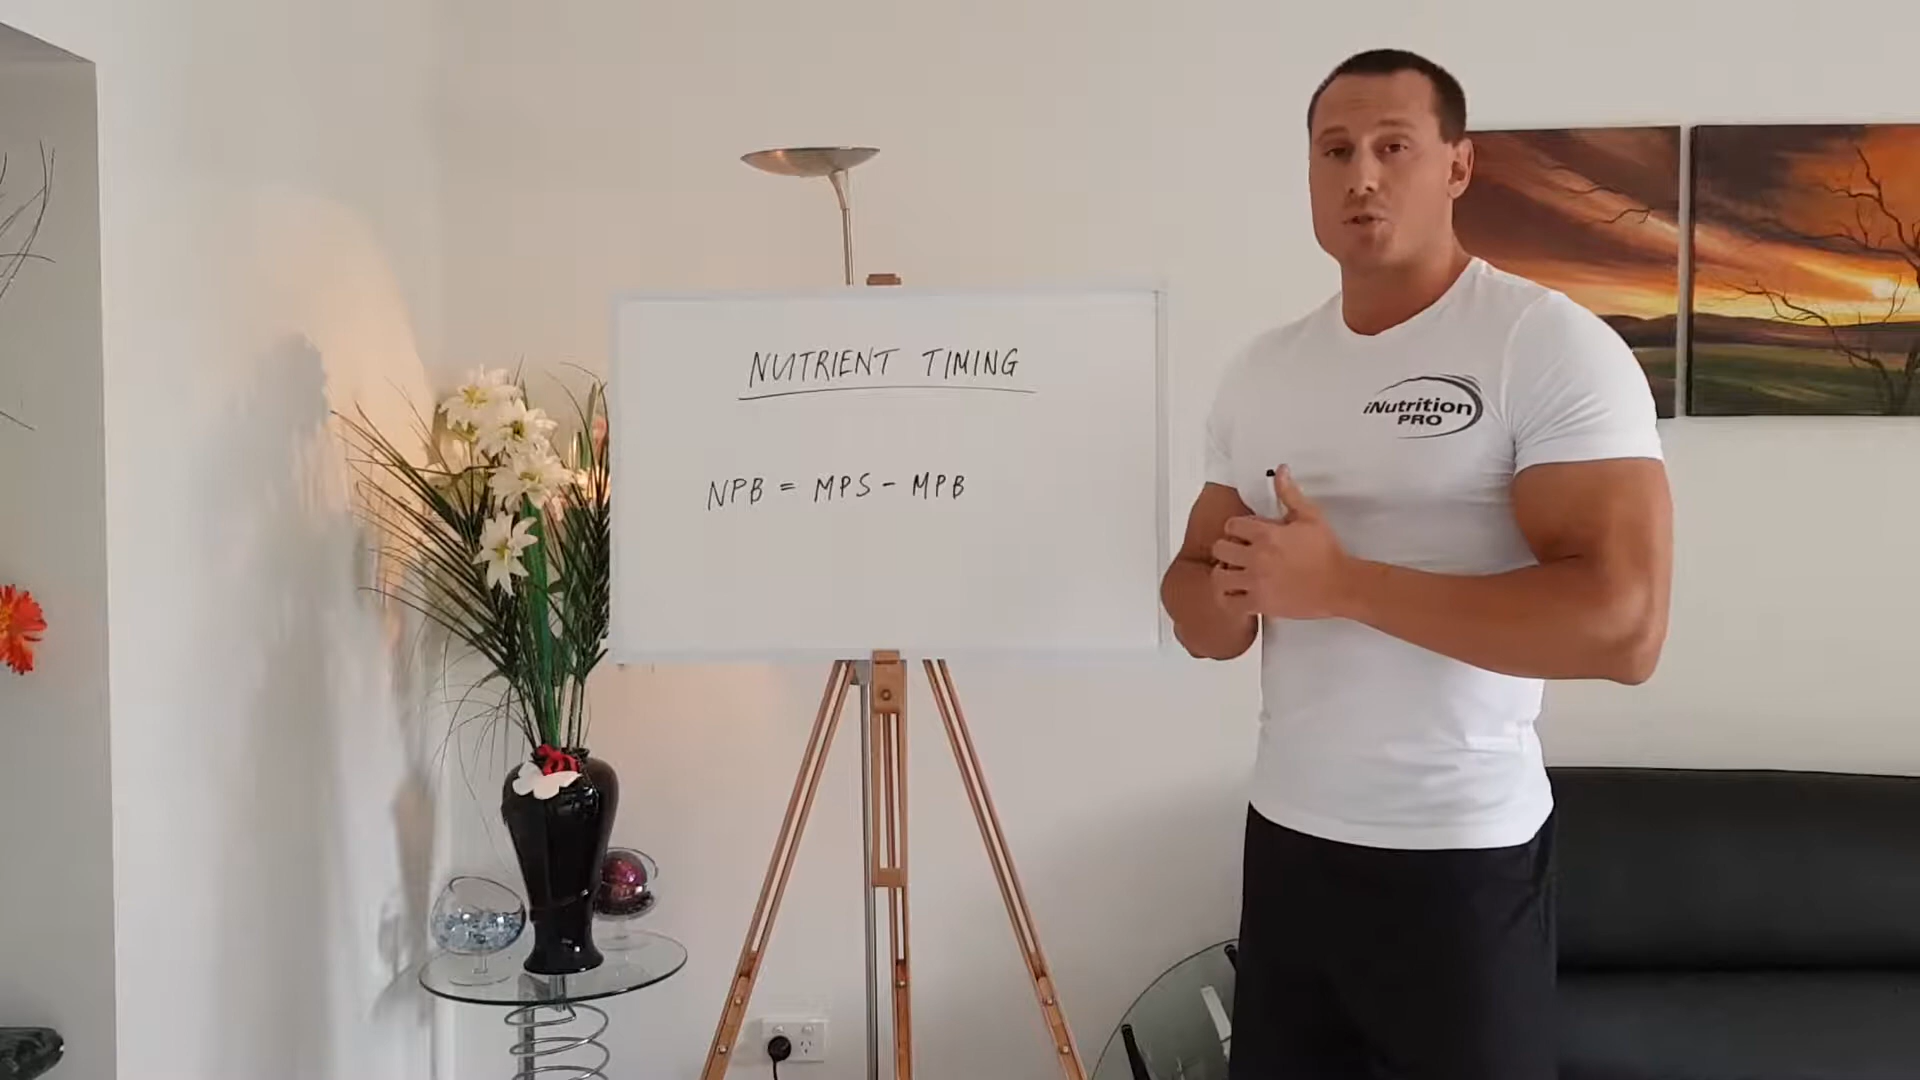 NUTRIENT TIMING
NPB = MPS - MPB
iNutrition
PRO